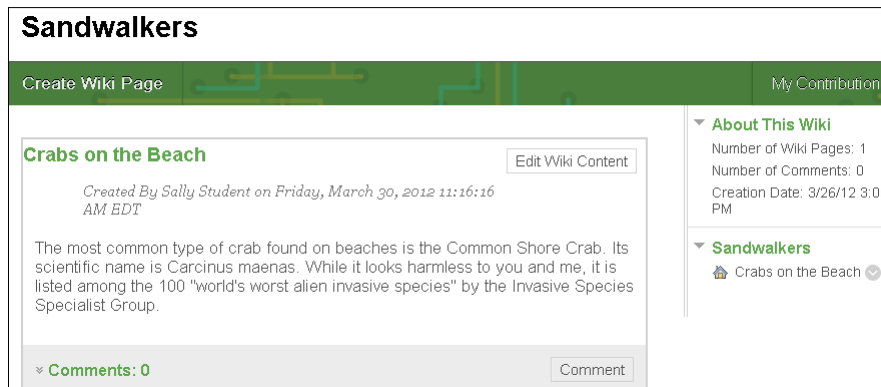 Sandwalkers
Create Wiki Page
My Contribution
Crabs on the Beach
Edit Wiki Content
Created By Sally Student on Friday, March 30, 2012 11:16:16
AM EDT
The most common type of crab found on beaches is the Common Shore Crab. Its
scientific name is Carcinus maenas. While it looks harmless to you and me, it is
listed among the 100 "world's worst alien invasive species" by the Invasive Species
Specialist Group.
Comments: 0
Comment
About This Wiki
Number of Wiki Pages: 1
Number of Comments: 0
Creation Date: 3/26/12 3:0
PM
Sandwalkers
Crabs on the Beach